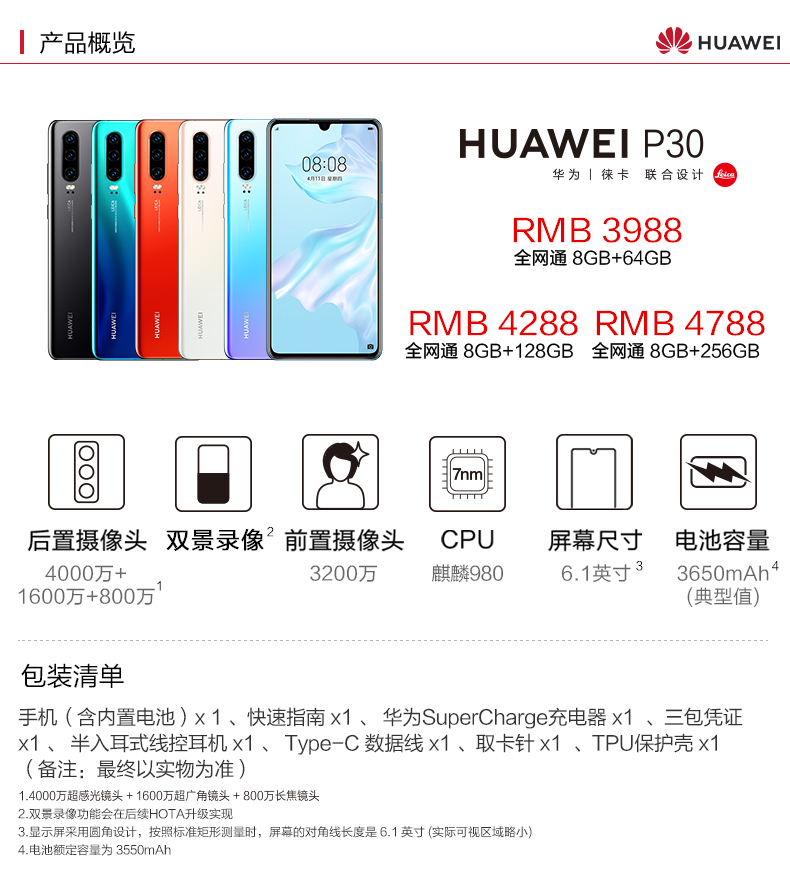 产品概览
HUAWEI
08:08
4月11日 星期四
HUAWEI
HUAWEI
HUAWEI
HUAWEI
HUAWEI
HUAWEI P30
华为 | 徕卡 联合设计
Leica
RMB 3988
全网通 8GB+64GB
RMB 4288 RMB 4788
全网通 8GB+128GB 全网通 8GB+256GB
7nm
后置摄像头 双景录像2 前置摄像头 CPU 屏幕尺寸 电池容量
4000万+ 3200万 麒麟980 6.1英寸3 3650mAh4
1600万+800万1 (典型值)
包装清单
手机（含内置电池）x 1 、快速指南 x1 、 华为SuperCharge充电器 x1 、三包凭证
x1 、 半入耳式线控耳机 x1 、 Type-C 数据线 x1 、取卡针 x1 、TPU保护壳 x1
（备注：最终以实物为准）
1.4000万超感光镜头 + 1600万超广角镜头 + 800万长焦镜头
2.双景录像功能会在后续HOTA升级实现
3.显示屏采用圆角设计，按照标准矩形测量时，屏幕的对角线长度是 6.1 英寸 (实际可视区域略小)
4.电池额定容量为 3550mAh